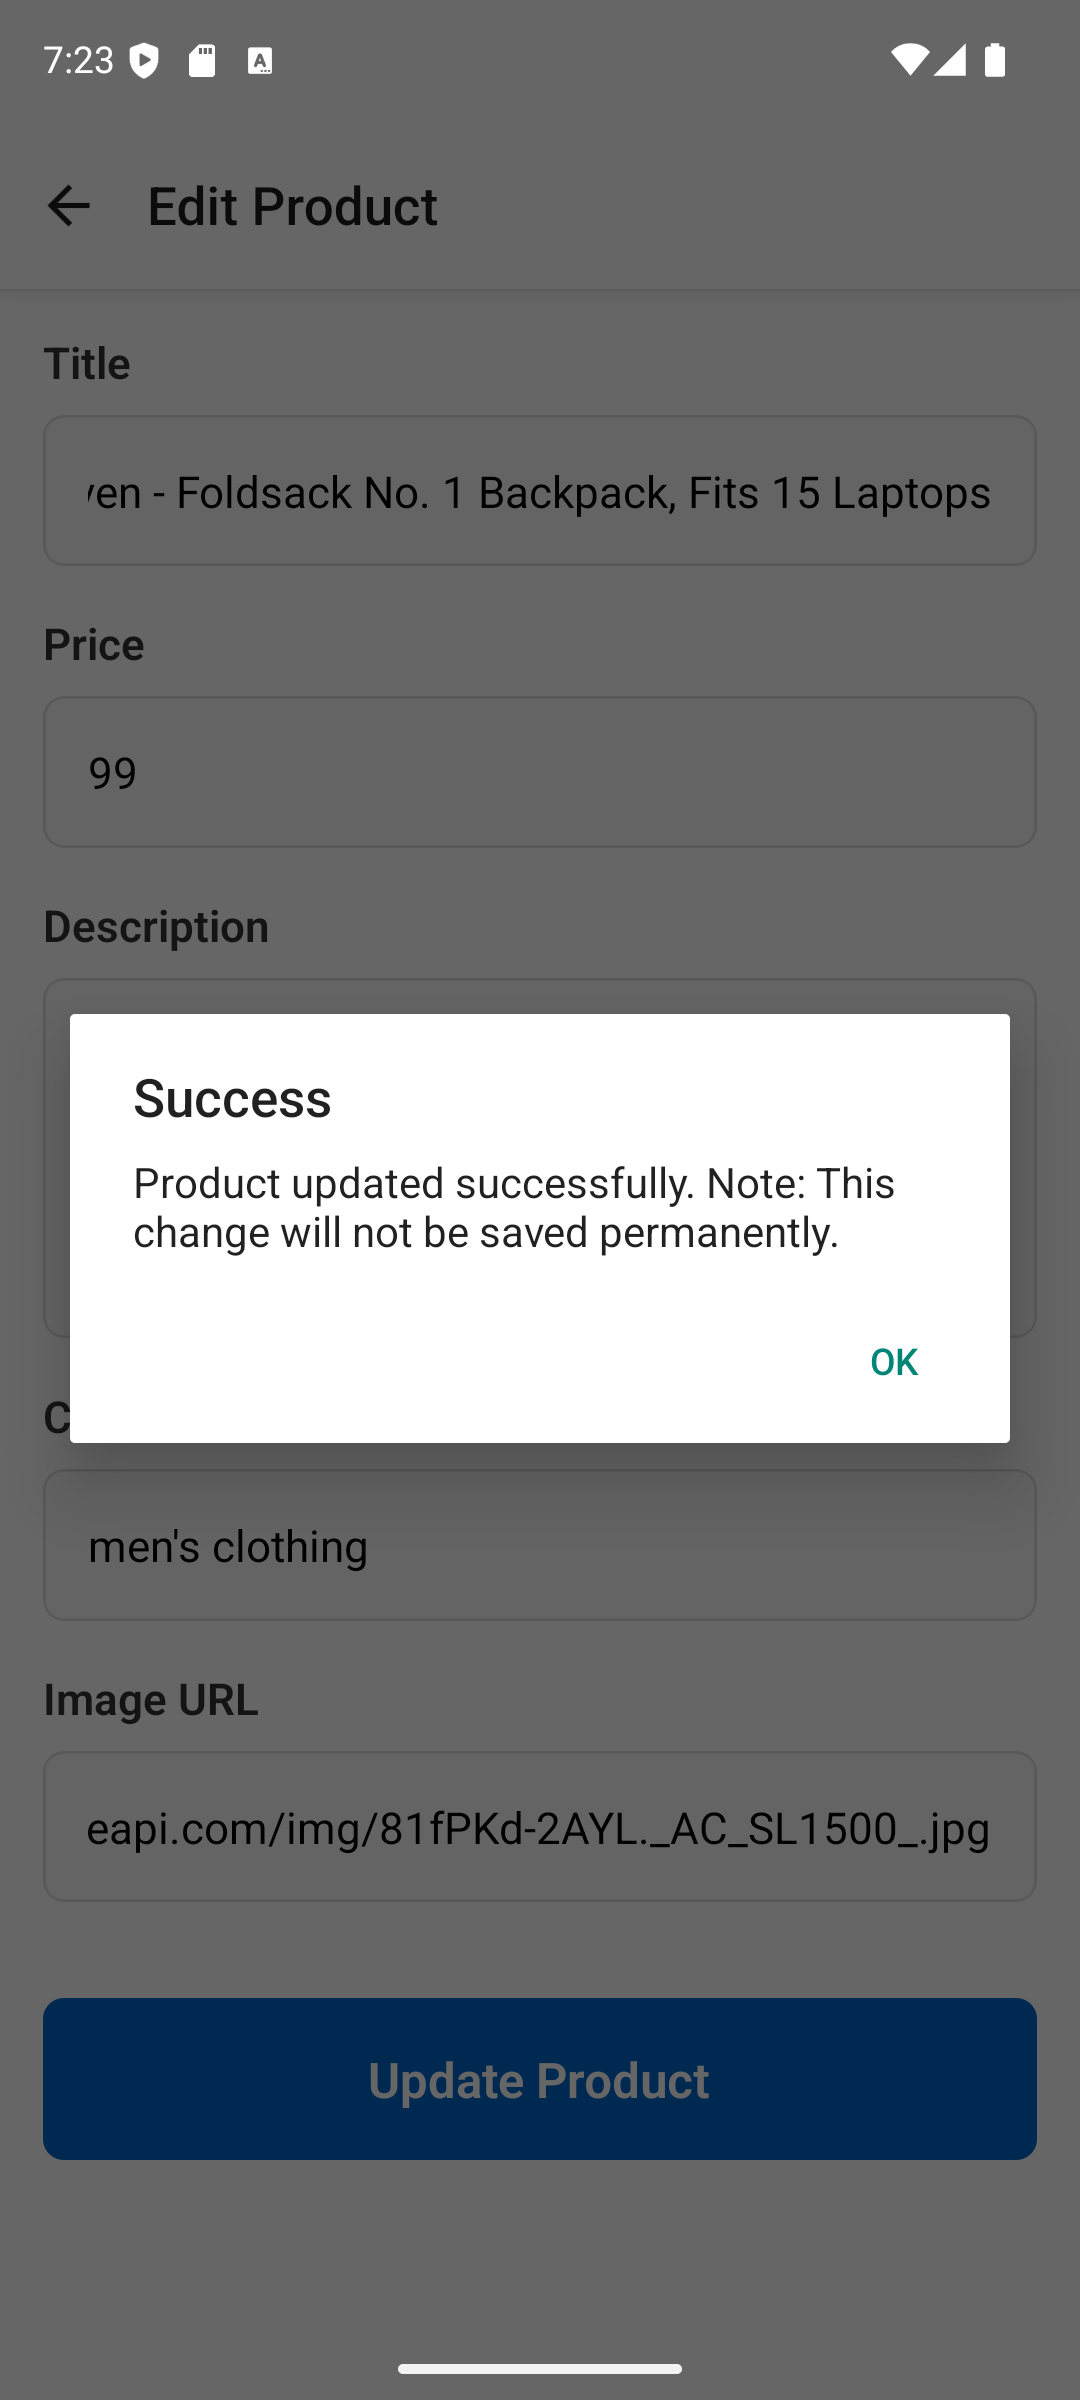 7:23
Edit Product
Title
en - Foldsack No. 1 Backpack, Fits 15 Laptops
Price
99
Description
Success
Product updated successfully. Note: This
change will not be saved permanently.
OK
C
men's clothing
Image URL
eapi.com/img/81fPKd-2AYL._AC_SL1500_.jpg
Update Product